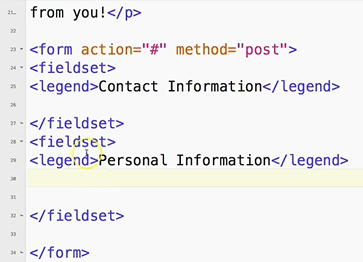 21 from you!</p>
22
23 <form action="#" method="post">
24 <fieldset>
25 <legend>Contact Information</legend>
26
27 </fieldset>
28 <fieldset>
29 <legend>Personal Information</legend>
30
31
32 </fieldset>
33
34 </form>